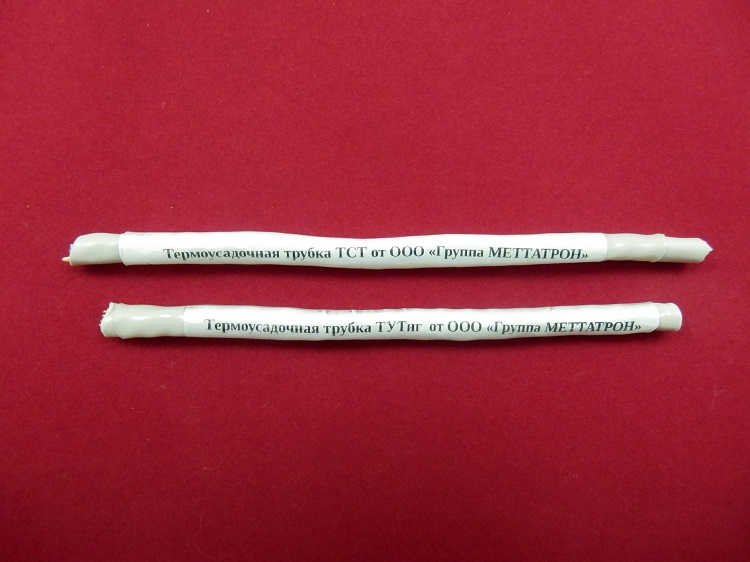 Термоусадочная трубка ТСТ от ООО «Группа МЕТТАТРОН»
Термоусадочная трубка ТУТнг от ООО «Группа МЕТТАТРОН»